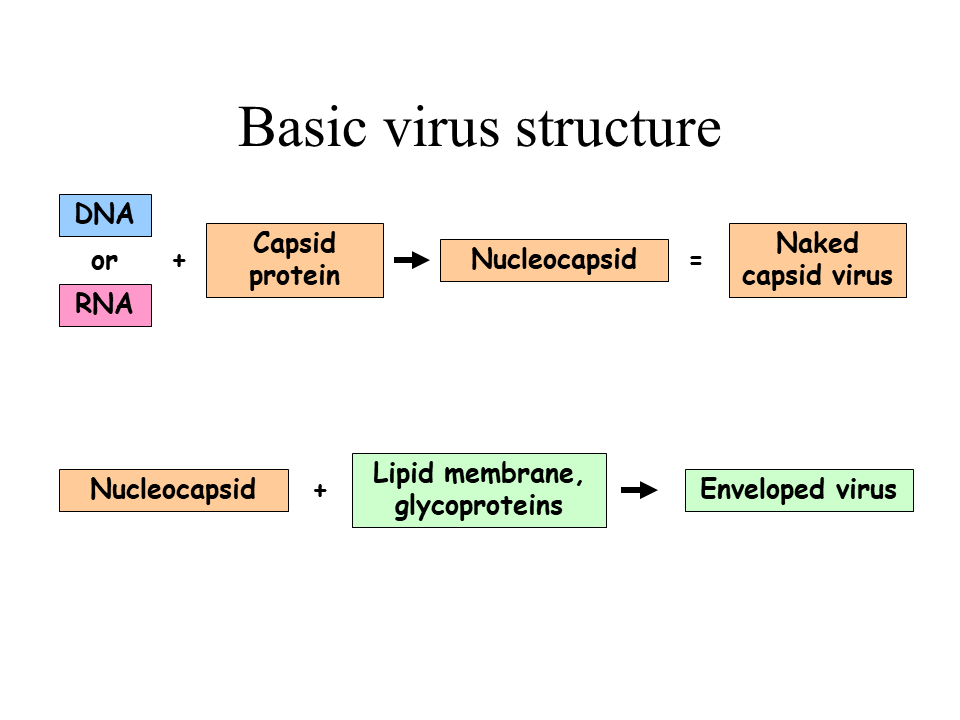 Basic virus structure
DNA
or
RNA
+
Capsid
protein
Nucleocapsid
=
Naked
capsid virus
Nucleocapsid
+
Lipid membrane,
glycoproteins
Enveloped virus